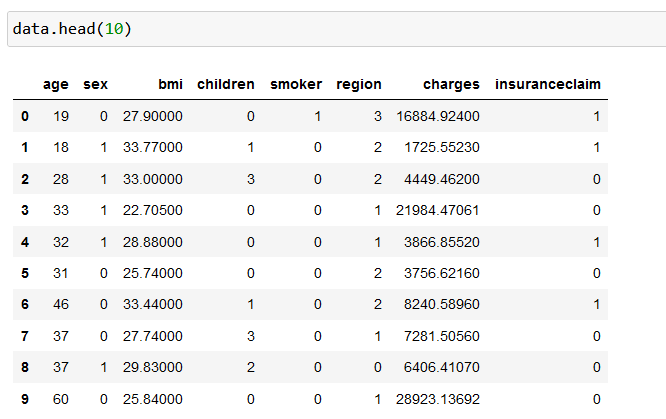 data.head(10)
age sex bmi children smoker region charges insuranceclaim
0 19 0 27.90000 0 1 3 16884.92400 1
1 18 1 33.77000 1 0 2 1725.55230 1
2 28 1 33.00000 3 0 2 4449.46200 0
3 33 1 22.70500 0 0 1 21984.47061 0
4 32 1 28.88000 0 0 1 3866.85520 1
5 31 0 25.74000 0 0 2 3756.62160 0
6 46 0 33.44000 1 0 2 8240.58960 1
7 37 0 27.74000 3 0 1 7281.50560 0
8 37 1 29.83000 2 0 0 6406.41070 0
9 60 0 25.84000 0 0 1 28923.13692 0